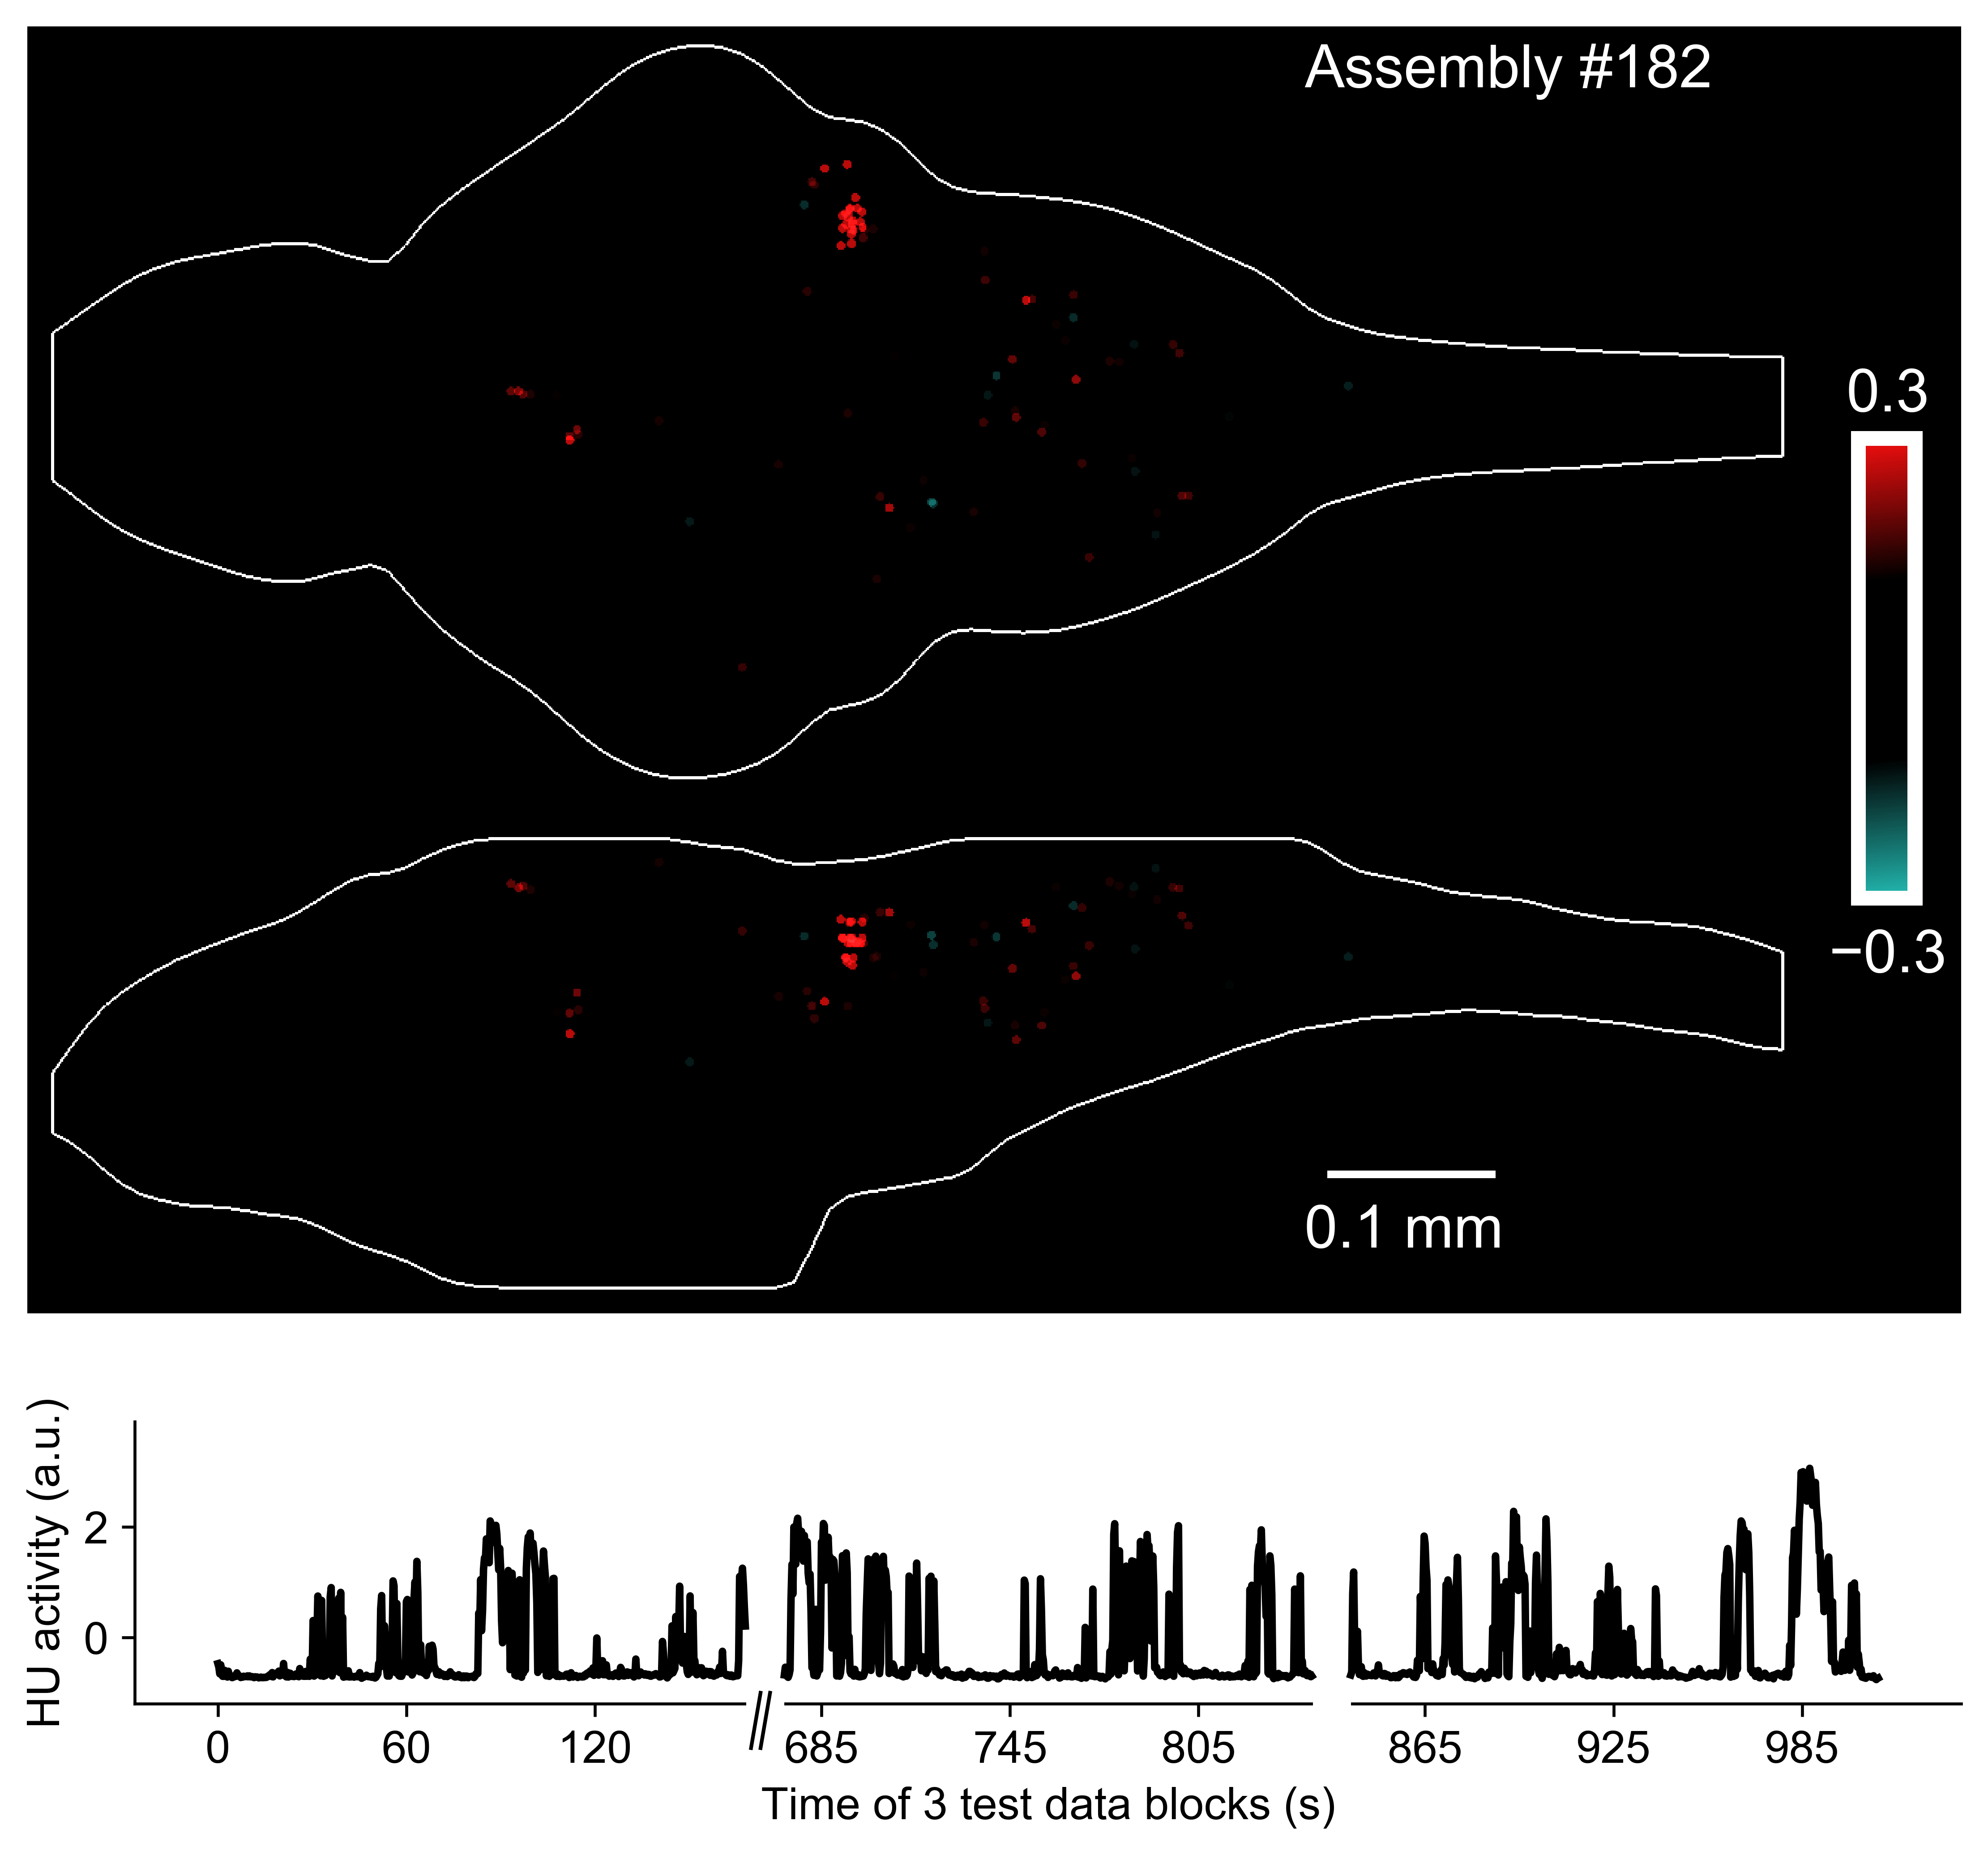 Assembly #182
0.3
−0.3
0.1 mm
HU activity (a.u.)
2
0
0 60 120 685 745 805 865 925 985
Time of 3 test data blocks (s)